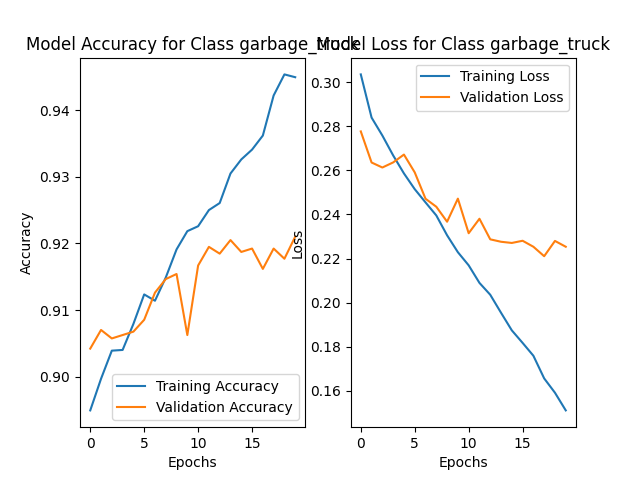 Model Accuracy for Class garbage_truck
Model Loss for Class garbage_truck
Accuracy
0.94
0.93
0.92
0.91
0.90
Training Accuracy
Validation Accuracy
0 5 10 15
Epochs
Loss
0.30
0.28
0.26
0.24
0.22
0.20
0.18
0.16
Training Loss
Validation Loss
0 5 10 15
Epochs